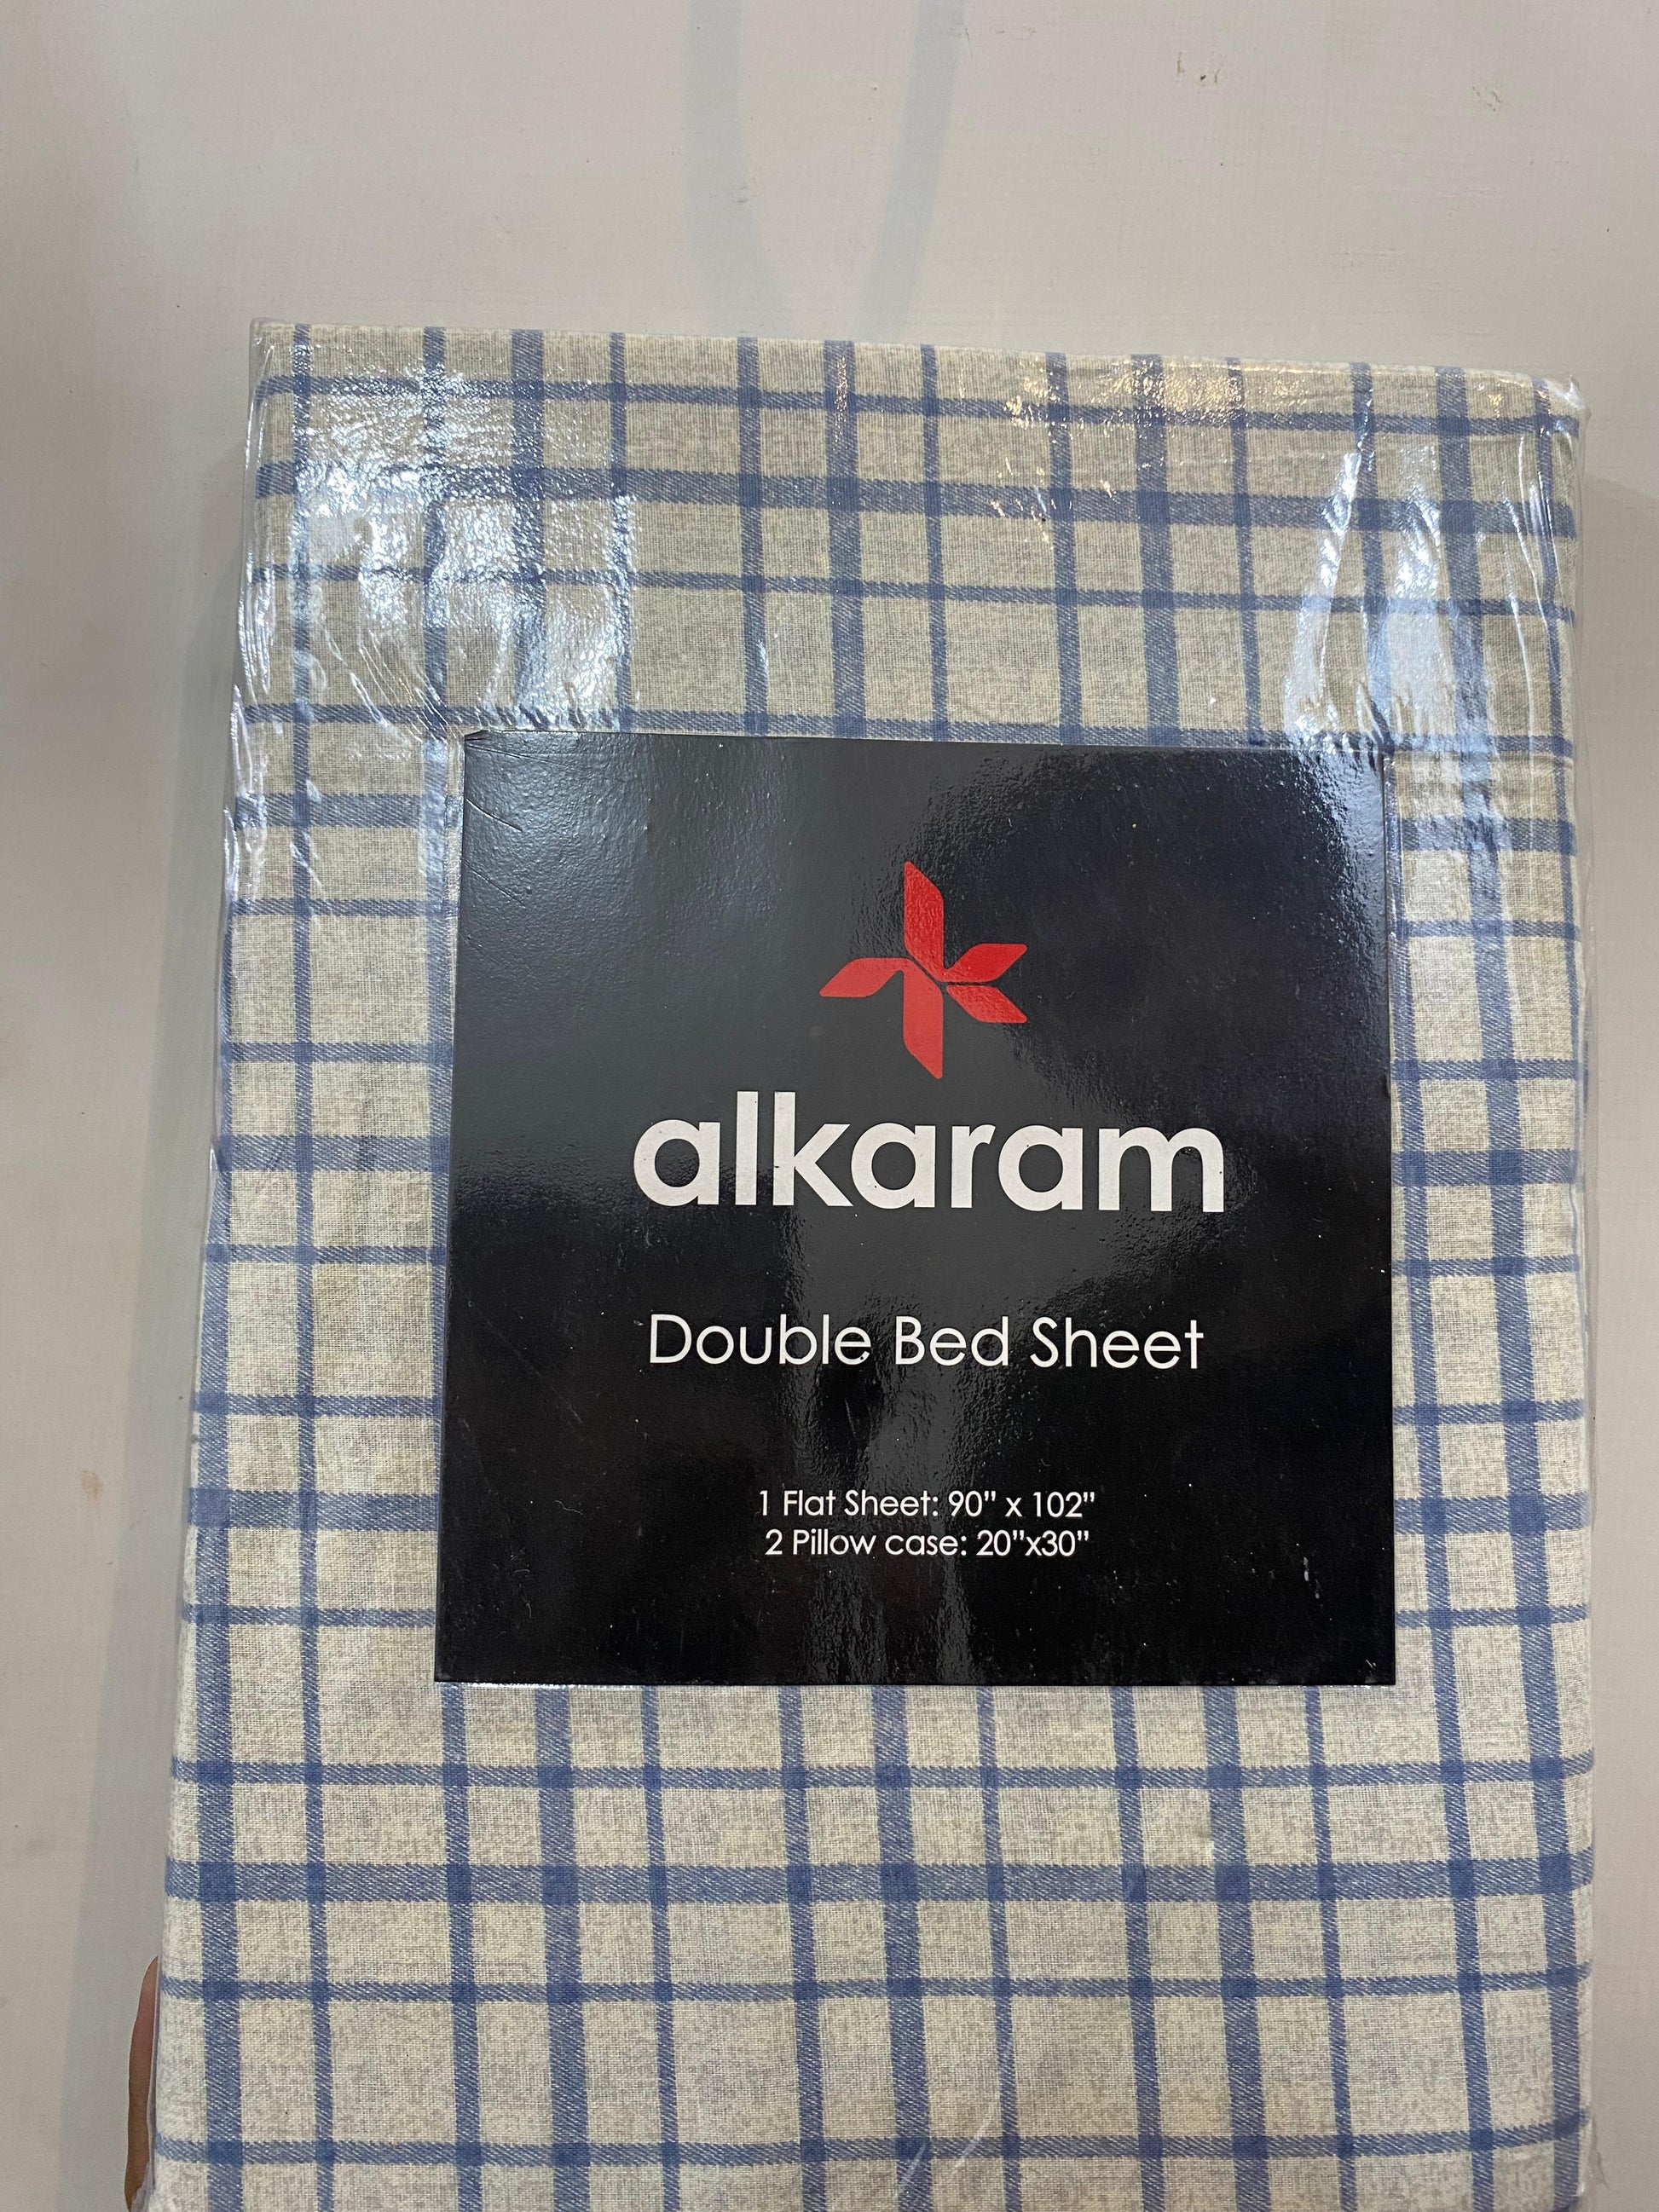 alkaram
Double Bed Sheet
1 Flat Sheet: 90” x 102”
2 Pillow case: 20”x30”